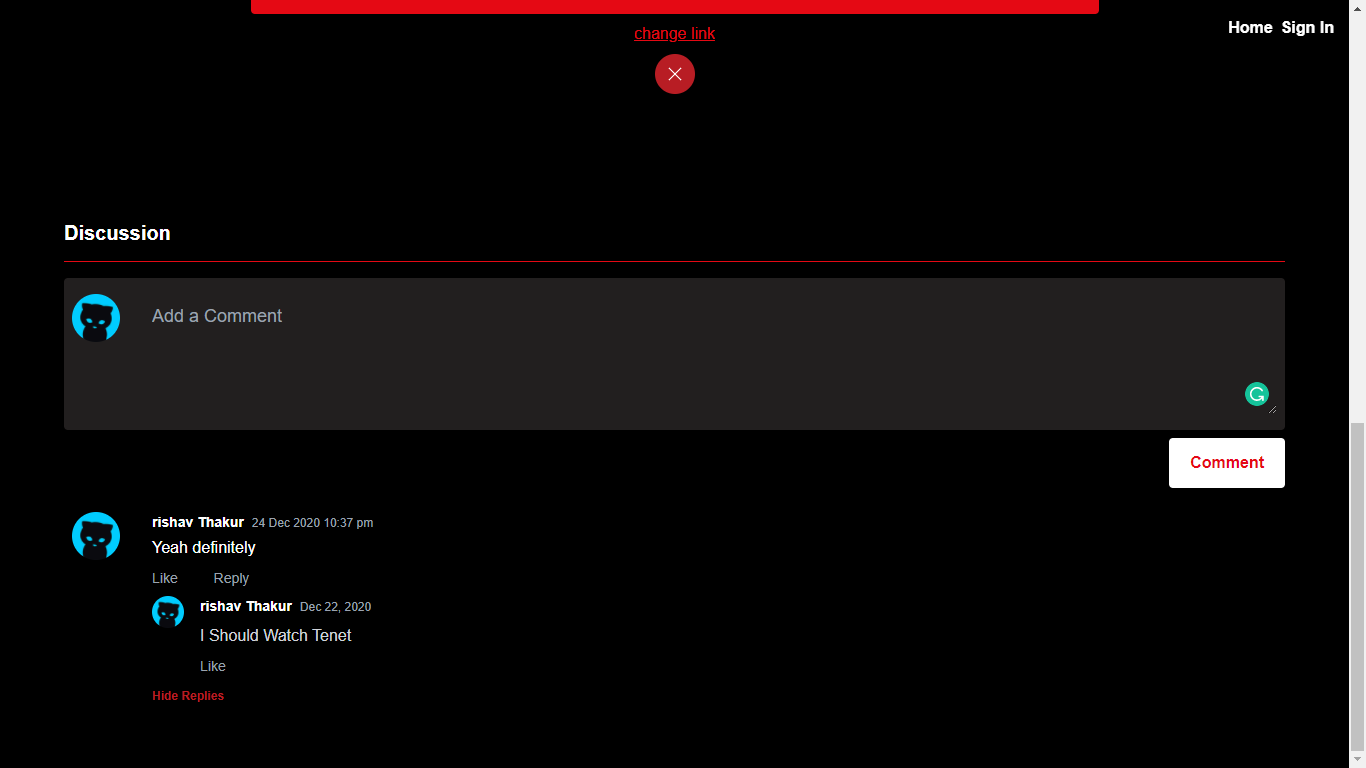 Home Sign In
change link
Discussion
Add a Comment
Comment
rishav Thakur 24 Dec 2020 10:37 pm
Yeah definitely
Like Reply
rishav Thakur Dec 22, 2020
I Should Watch Tenet
Like
Hide Replies